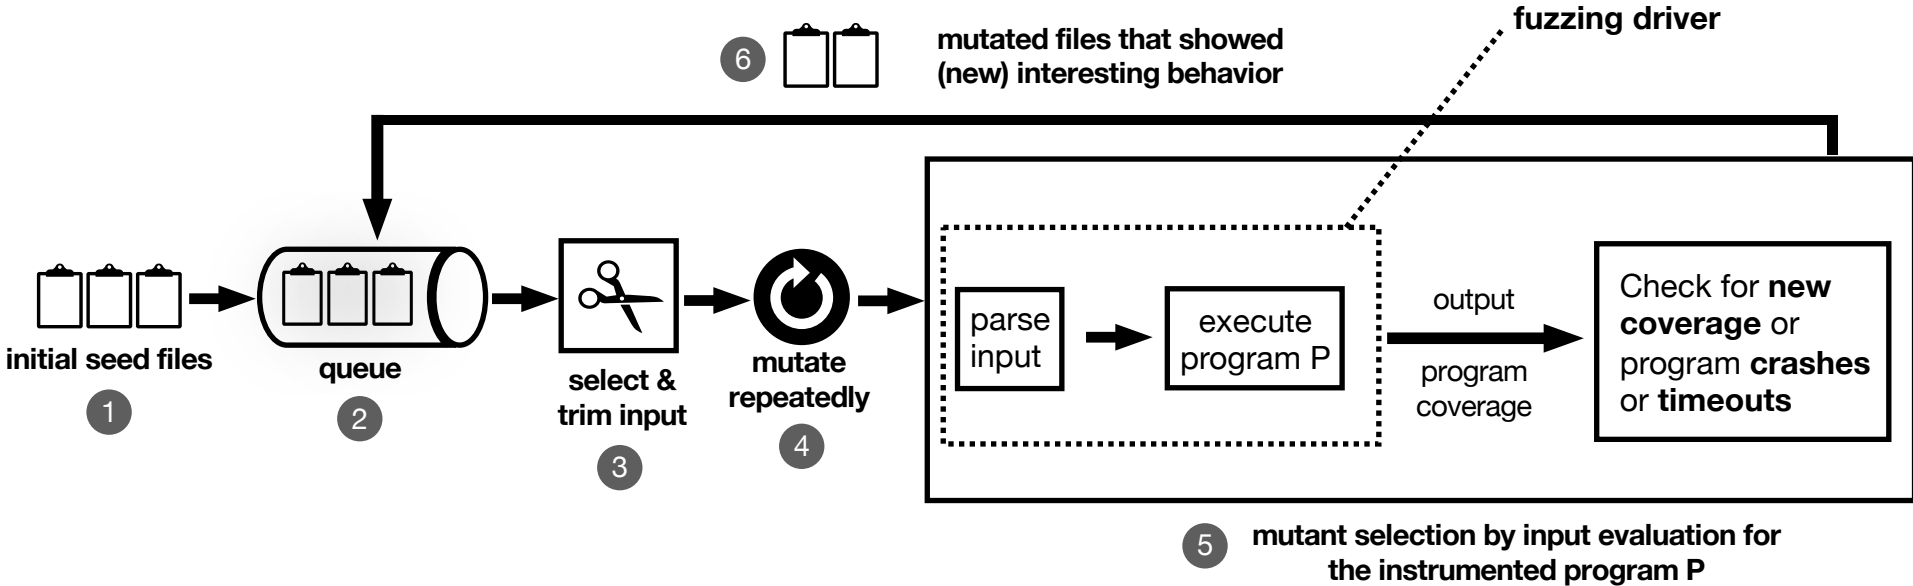 fuzzing driver
6
mutated files that showed
(new) interesting behavior
initial seed files
1
queue
2
select &
trim input
3
mutate
repeatedly
4
parse
input
execute
program P
output
program
coverage
Check for new
coverage or
program crashes
or timeouts
5
mutant selection by input evaluation for
the instrumented program P